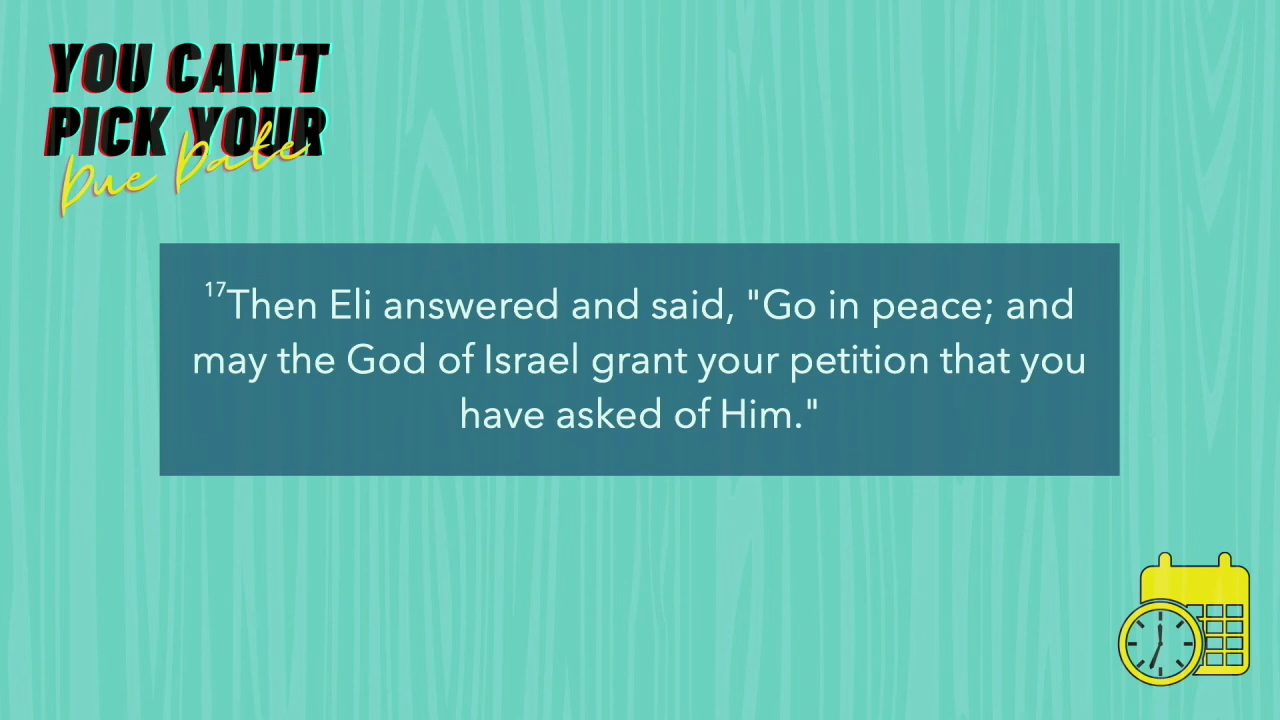 YOU CAN'T
PICK YOUR
Due Date
17Then Eli answered and said, "Go in peace; and
may the God of Israel grant your petition that you
have asked of Him."